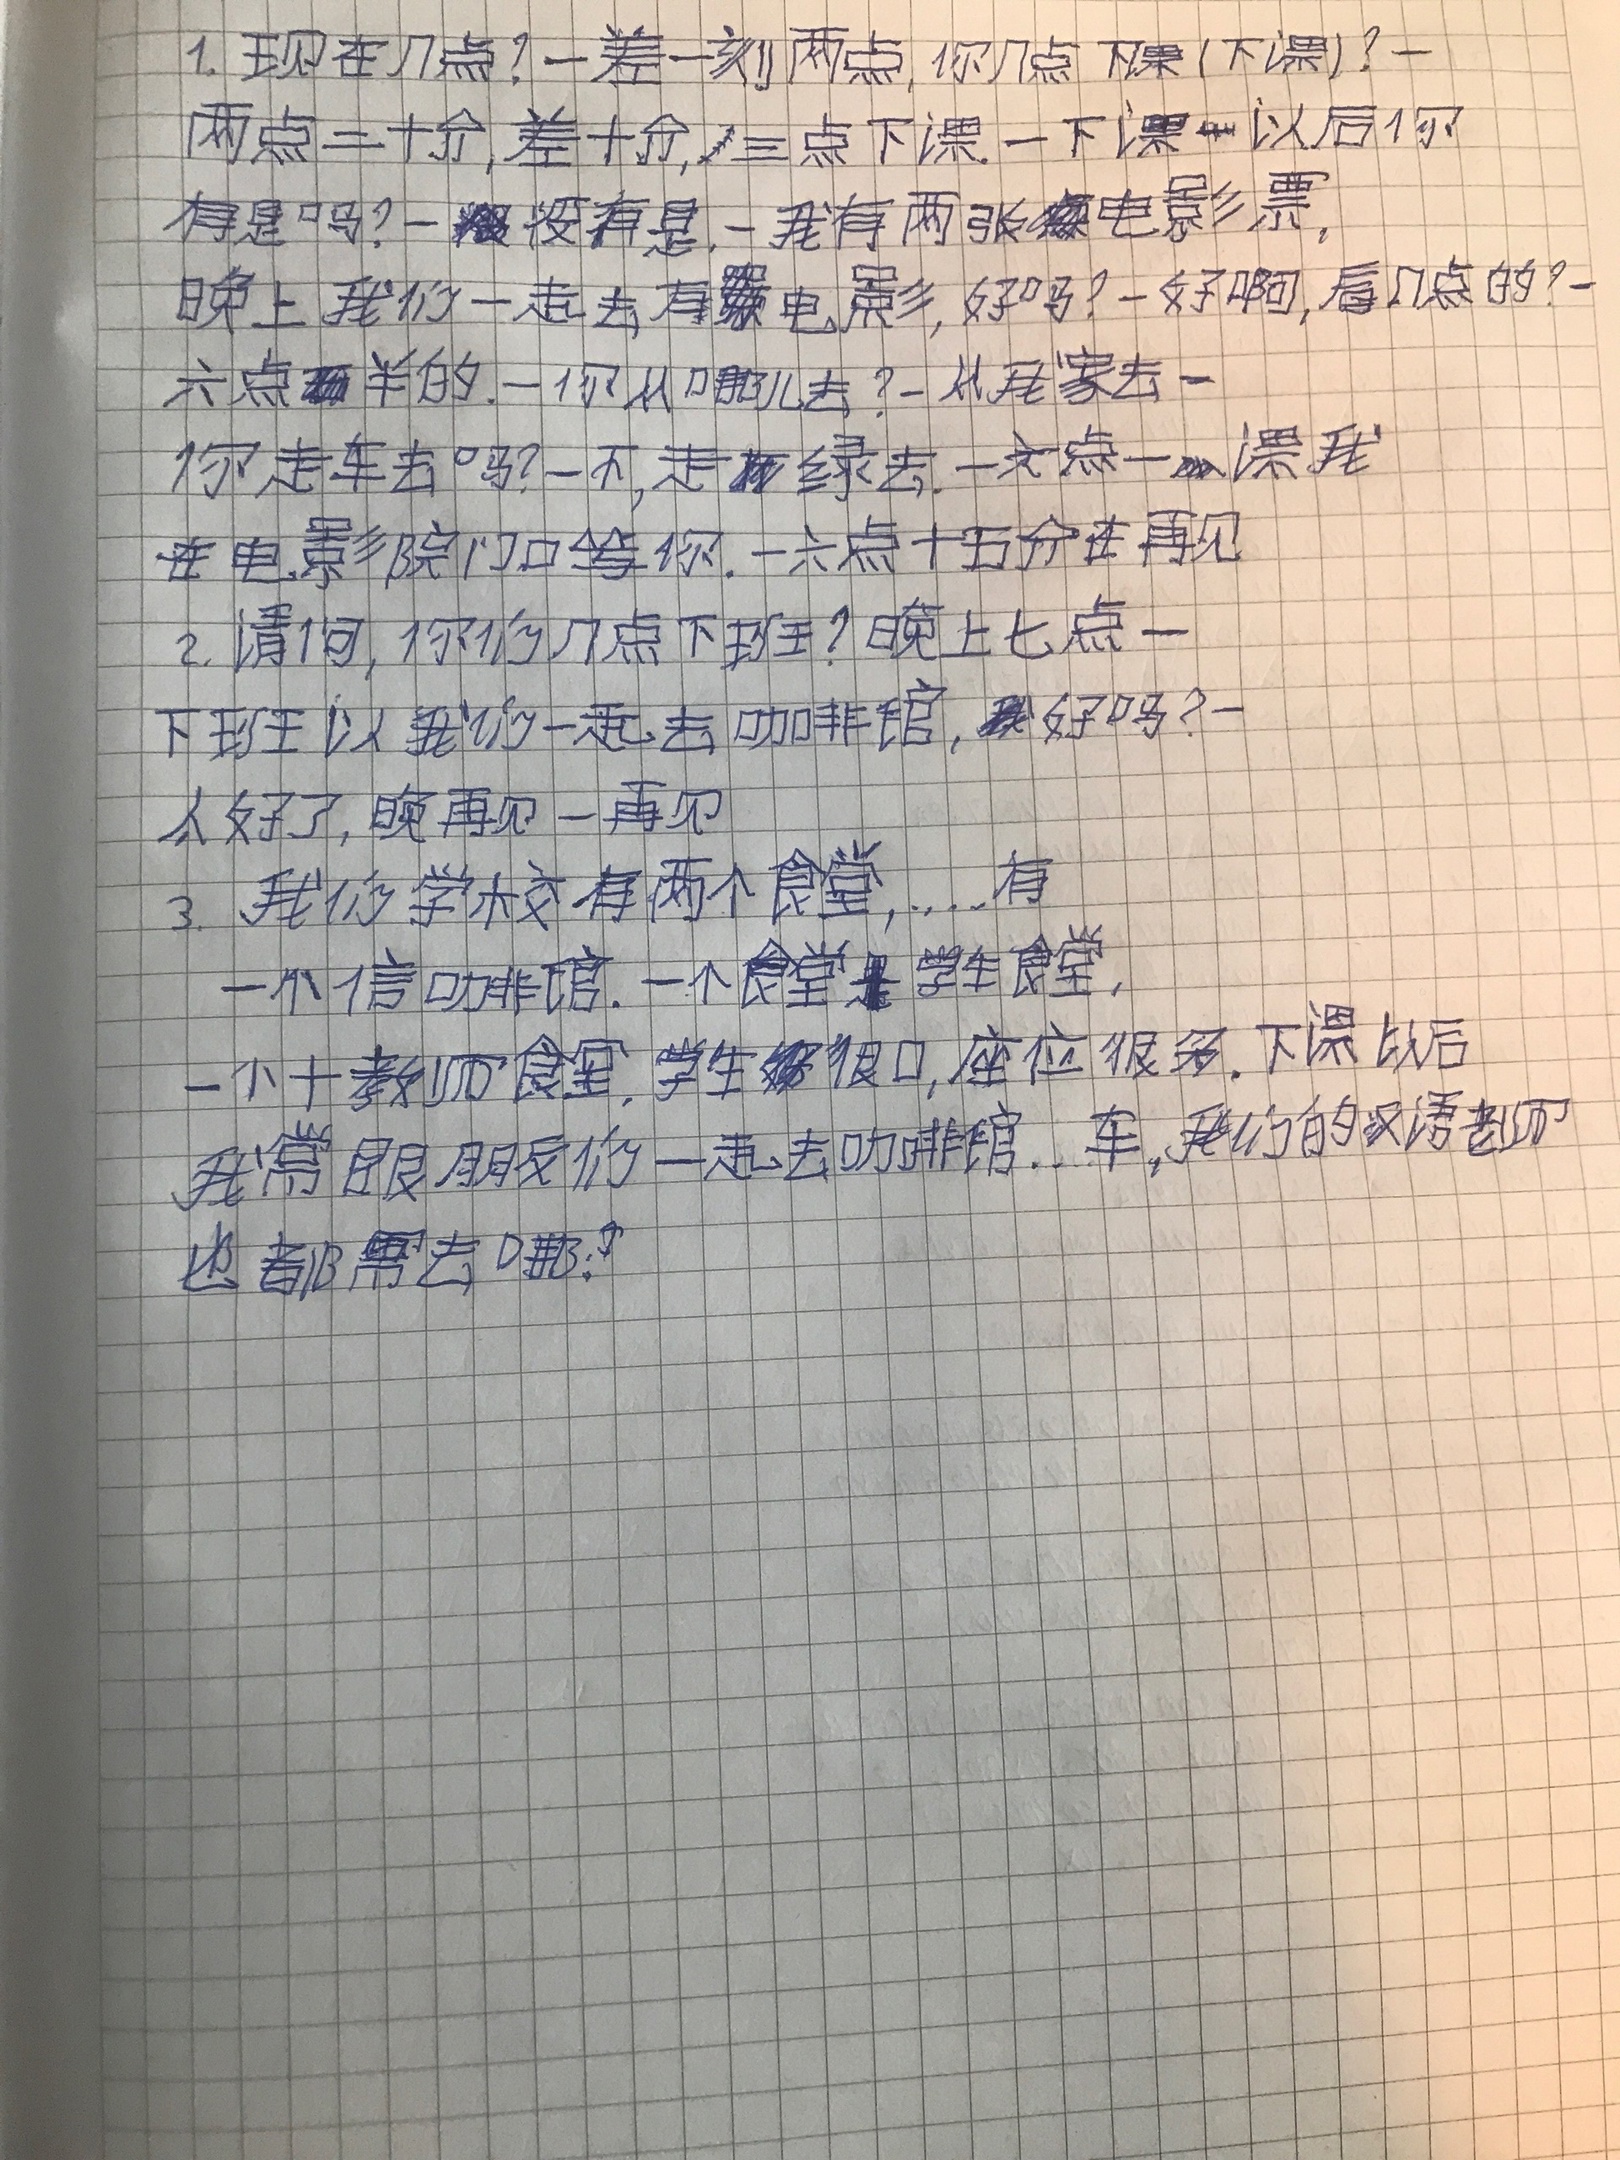 1. 现在几点? — 差一刻两点, 你几点下课 (下课)? —
两点二十分, 差十分, 三点下课. — 下课以后你
有是吗? — 没有是. — 我有两张电影票,
晚上我们一起去有电影, 好吗? — 好啊, 看几点的? —
六点半的. — 你从哪儿去? — 从我家去 —
你走车去吗? — 不, 走绿去. — 六点一课我
在电影院门口等你. — 六点十五分在再见
2. 请问, 你们几点下班? 晚上七点 —
下班以我们一起去咖啡馆, 好吗? —
人好了, 晚再见 — 再见
3. 我们学校有两个食堂, ..... 有
一个信咖啡馆. 一个食堂是学生食堂,
一个十教师食堂. 学生很口, 座位很多. 下课以后
我常跟朋友们一起去咖啡馆 ... 车, 我们的汉语老师
也都常去哪?